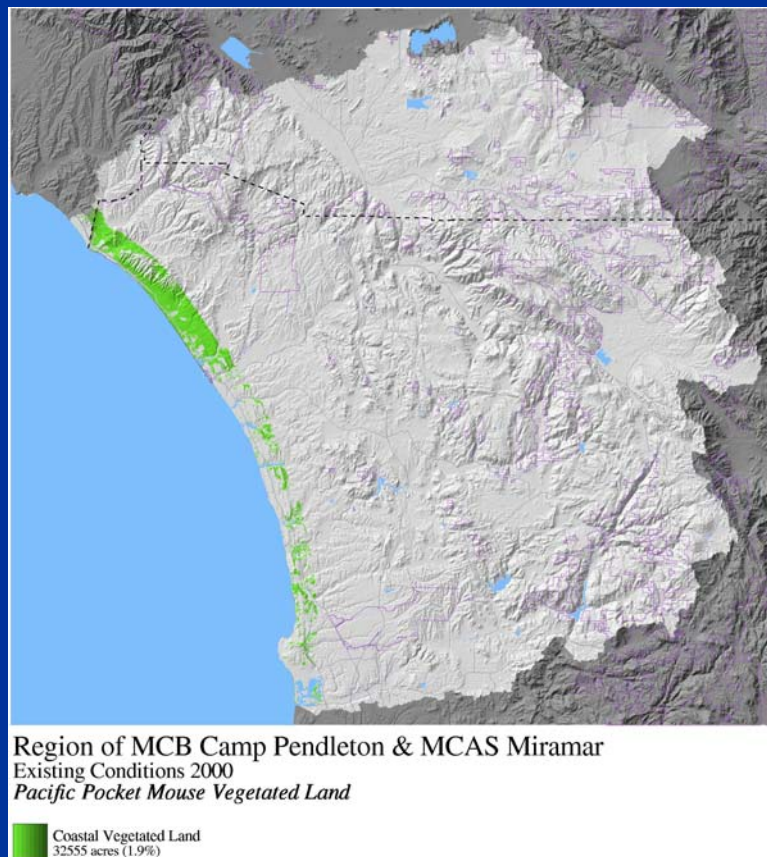 Region of MCB Camp Pendleton & MCAS Miramar
Existing Conditions 2000
Pacific Pocket Mouse Vegetated Land
Coastal Vegetated Land
32555 acres (1.9%)